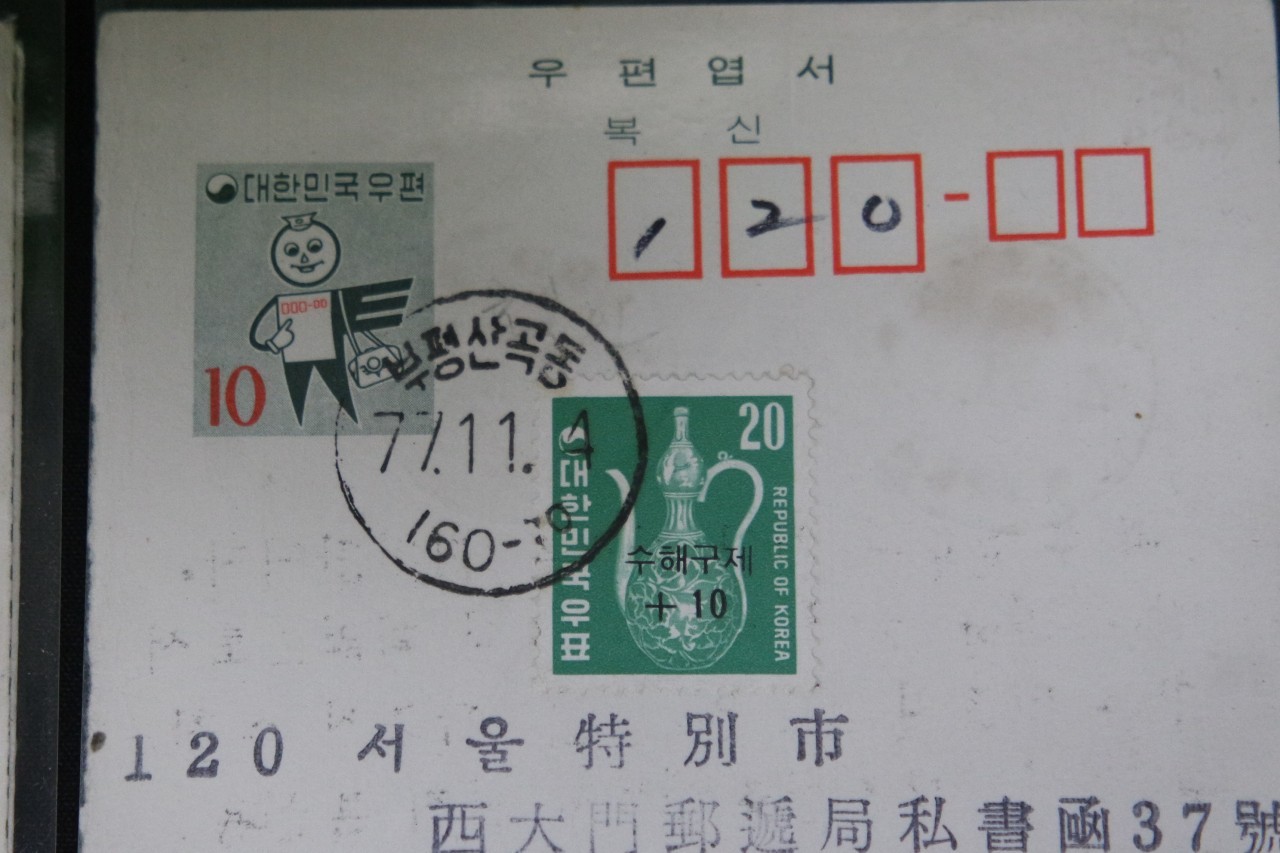 우편엽서
복신
120-
대한민국우편
10
부평산곡동
77.11.4
160-
20
대한민국우표
REPUBLIC OF KOREA
수해구제
+10
120 서울特別市
西大門郵遞局私書函37號